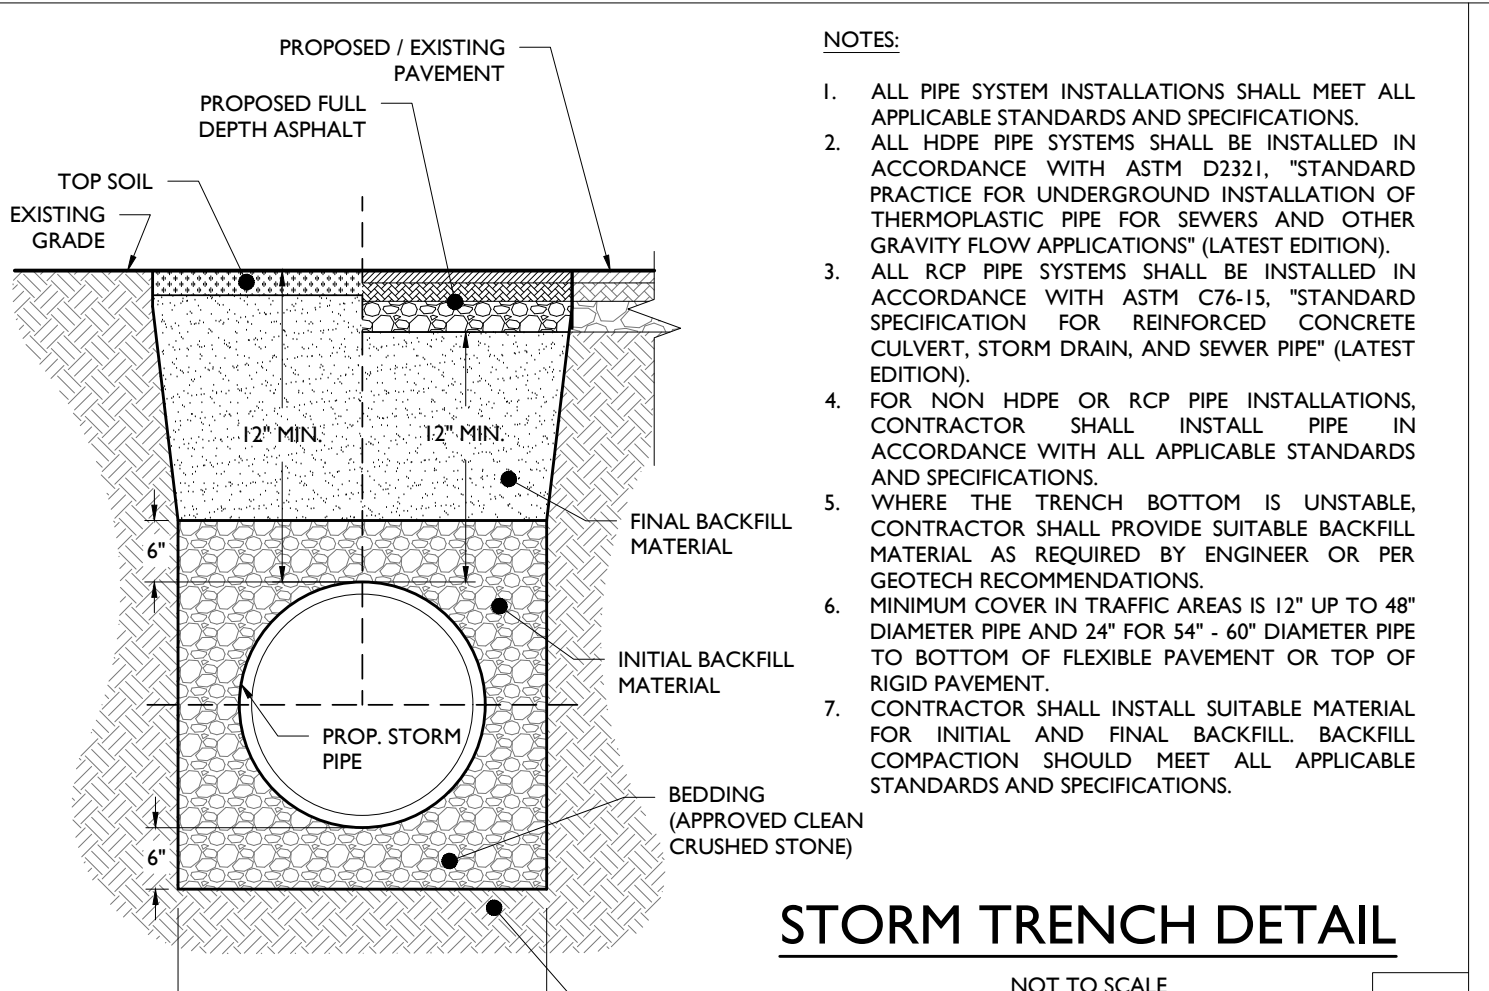 PROPOSED / EXISTING
PAVEMENT
PROPOSED FULL
DEPTH ASPHALT
TOP SOIL
EXISTING
GRADE
12" MIN.
12" MIN.
FINAL BACKFILL
MATERIAL
6"
INITIAL BACKFILL
MATERIAL
PROP. STORM
PIPE
BEDDING
(APPROVED CLEAN
CRUSHED STONE)
6"
NOTES:
1. ALL PIPE SYSTEM INSTALLATIONS SHALL MEET ALL
APPLICABLE STANDARDS AND SPECIFICATIONS.
2. ALL HDPE PIPE SYSTEMS SHALL BE INSTALLED IN
ACCORDANCE WITH ASTM D2321, "STANDARD
PRACTICE FOR UNDERGROUND INSTALLATION OF
THERMOPLASTIC PIPE FOR SEWERS AND OTHER
GRAVITY FLOW APPLICATIONS" (LATEST EDITION).
3. ALL RCP PIPE SYSTEMS SHALL BE INSTALLED IN
ACCORDANCE WITH ASTM C76-15, "STANDARD
SPECIFICATION FOR REINFORCED CONCRETE
CULVERT, STORM DRAIN, AND SEWER PIPE" (LATEST
EDITION).
4. FOR NON HDPE OR RCP PIPE INSTALLATIONS,
CONTRACTOR SHALL INSTALL PIPE IN
ACCORDANCE WITH ALL APPLICABLE STANDARDS
AND SPECIFICATIONS.
5. WHERE THE TRENCH BOTTOM IS UNSTABLE,
CONTRACTOR SHALL PROVIDE SUITABLE BACKFILL
MATERIAL AS REQUIRED BY ENGINEER OR PER
GEOTECH RECOMMENDATIONS.
6. MINIMUM COVER IN TRAFFIC AREAS IS 12" UP TO 48"
DIAMETER PIPE AND 24" FOR 54" - 60" DIAMETER PIPE
TO BOTTOM OF FLEXIBLE PAVEMENT OR TOP OF
RIGID PAVEMENT.
7. CONTRACTOR SHALL INSTALL SUITABLE MATERIAL
FOR INITIAL AND FINAL BACKFILL. BACKFILL
COMPACTION SHOULD MEET ALL APPLICABLE
STANDARDS AND SPECIFICATIONS.
STORM TRENCH DETAIL
NOT TO SCALE